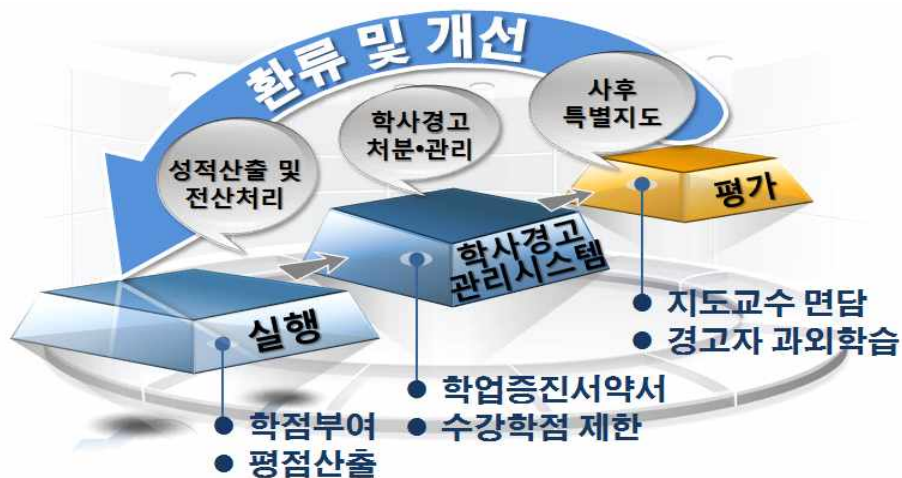 환류 및 개선
사후
특별지도
학사경고
처분•관리
성적산출 및
전산처리
평가
학사경고
관리시스템
실행
● 지도교수 면담
● 경고자 과외학습
● 학업증진서약서
● 수강학점 제한
● 학점부여
● 평점산출